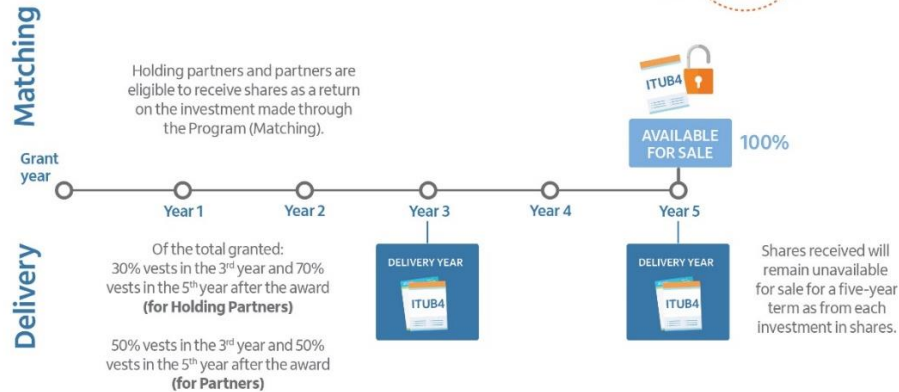 Matching
Holding partners and partners are
eligible to receive shares as a return
on the investment made through
the Program (Matching).
ITUB4
AVAILABLE
FOR SALE
100%
Grant
year
Year 1
Year 2
Year 3
Year 4
Year 5
Delivery
Of the total granted:
30% vests in the 3rd year and 70%
vests in the 5th year after the award
(for Holding Partners)
50% vests in the 3rd year and 50%
vests in the 5th year after the award
(for Partners)
DELIVERY YEAR
ITUB4
DELIVERY YEAR
ITUB4
Shares received will
remain unavailable
for sale for a five-year
term as from each
investment in shares.